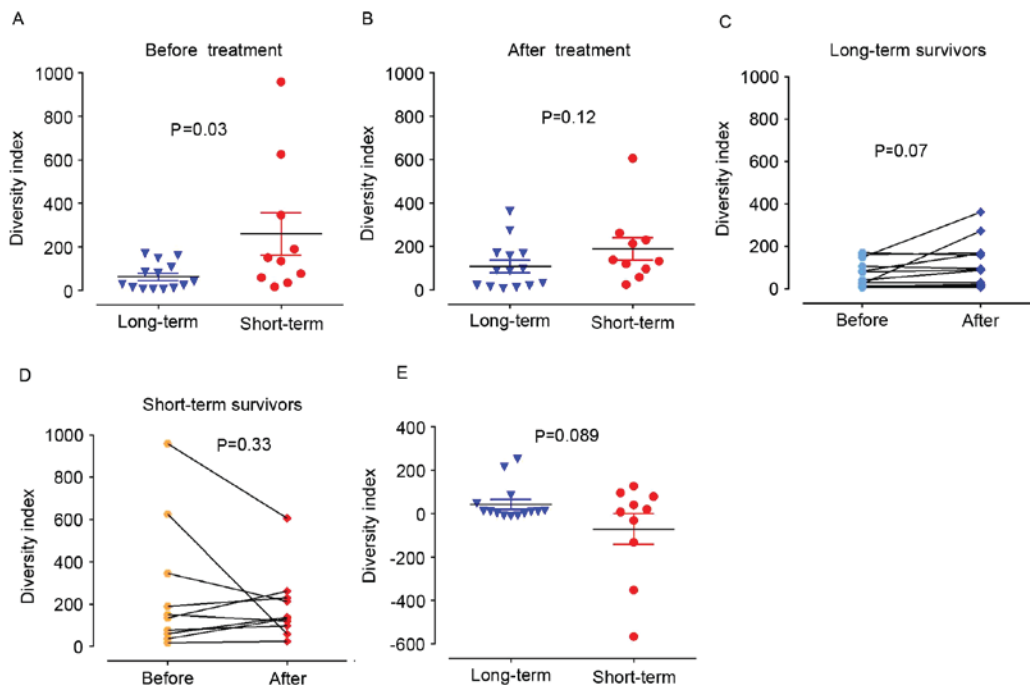 A
Before treatment
Diversity index
1000
800
600
400
200
0
P=0.03
Long-term
Short-term
B
After treatment
Diversity index
1000
800
600
400
200
0
P=0.12
Long-term
Short-term
C
Long-term survivors
Diversity index
1000
800
600
400
200
0
P=0.07
Before
After
D
Short-term survivors
Diversity index
1000
800
600
400
200
0
P=0.33
Before
After
E
Diversity index
400
200
0
-200
-400
-600
P=0.089
Long-term
Short-term